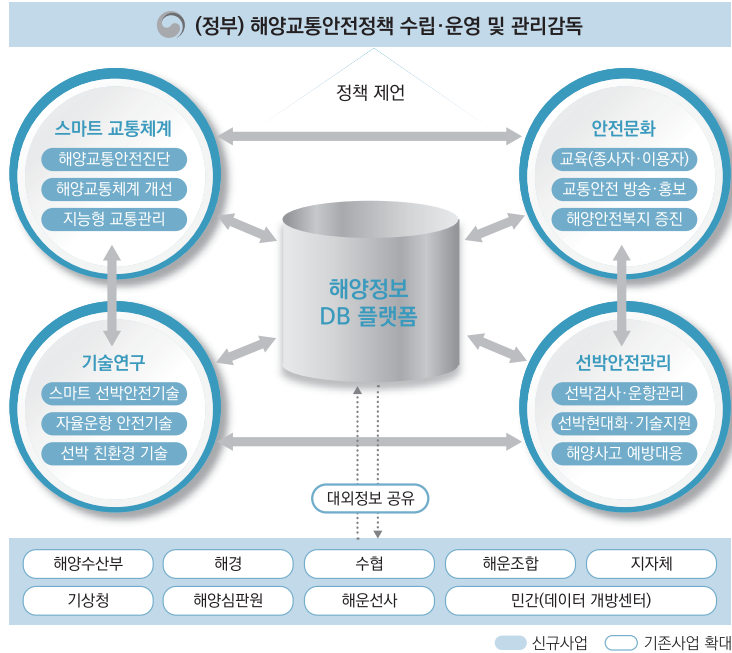 (정부) 해양교통안전정책 수립·운영 및 관리감독
정책 제언
스마트 교통체계
해양교통안전진단
해양교통체계 개선
지능형 교통관리
안전문화
교육(종사자·이용자)
교통안전 방송·홍보
해양안전복지 증진
해양정보
DB 플랫폼
기술연구
스마트 선박안전기술
자율운항 안전기술
선박 친환경 기술
선박안전관리
선박검사·운항관리
선박현대화·기술지원
해양사고 예방대응
대외정보 공유
해양수산부 해경 수협 해운조합 지자체
기상청 해양심판원 해운선사 민간(데이터 개방센터)
신규사업 기존사업 확대